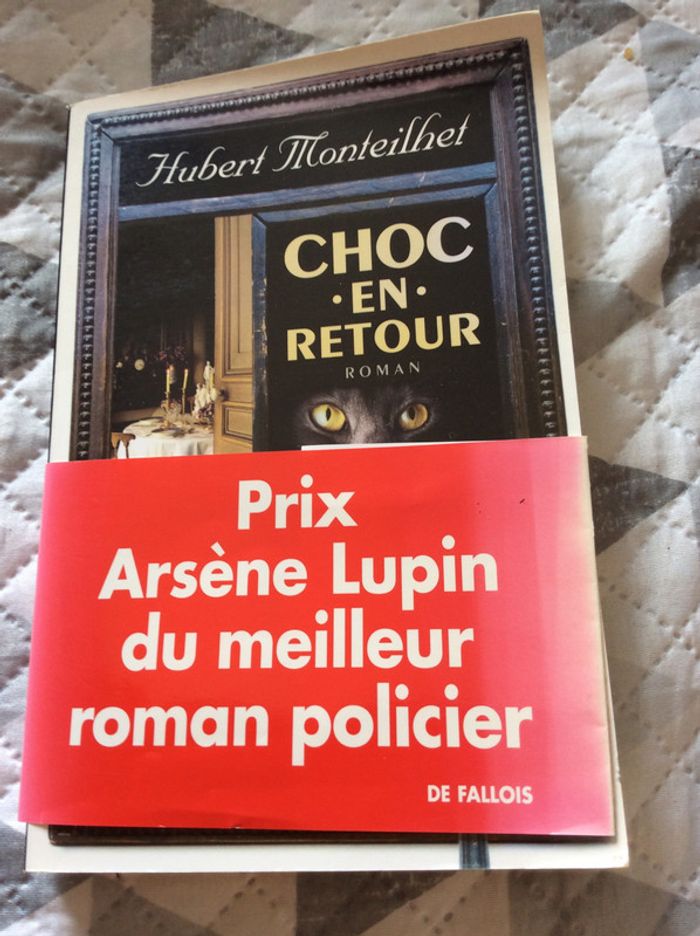 Hubert Monteilhet
CHOC
·EN·
RETOUR
ROMAN
Prix
Arsène Lupin
du meilleur
roman policier
DE FALLOIS